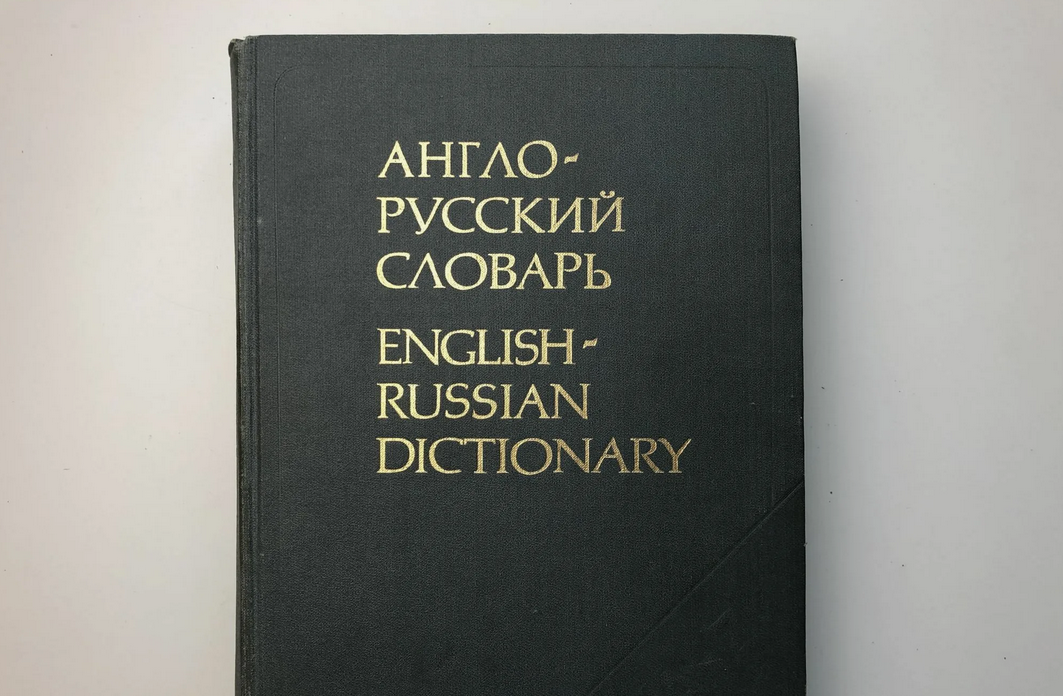 АНГЛО-
РУССКИЙ
СЛОВАРЬ
ENGLISH-
RUSSIAN
DICTIONARY